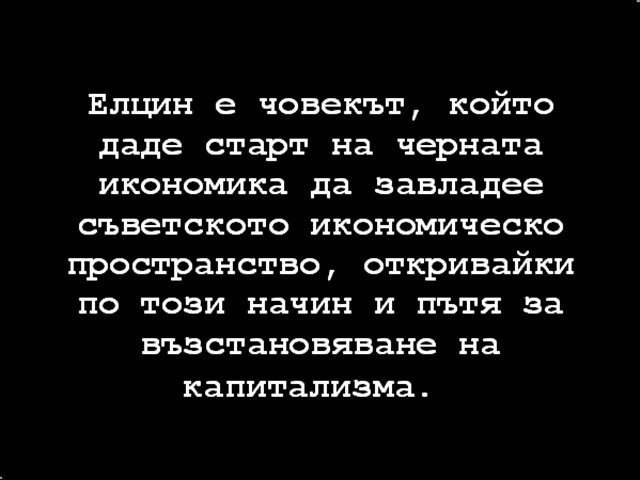 Елцин е човекът, който
даде старт на черната
икономика да завладее
съветското икономическо
пространство, откривайки
по този начин и пътя за
възстановяване на
капитализма.